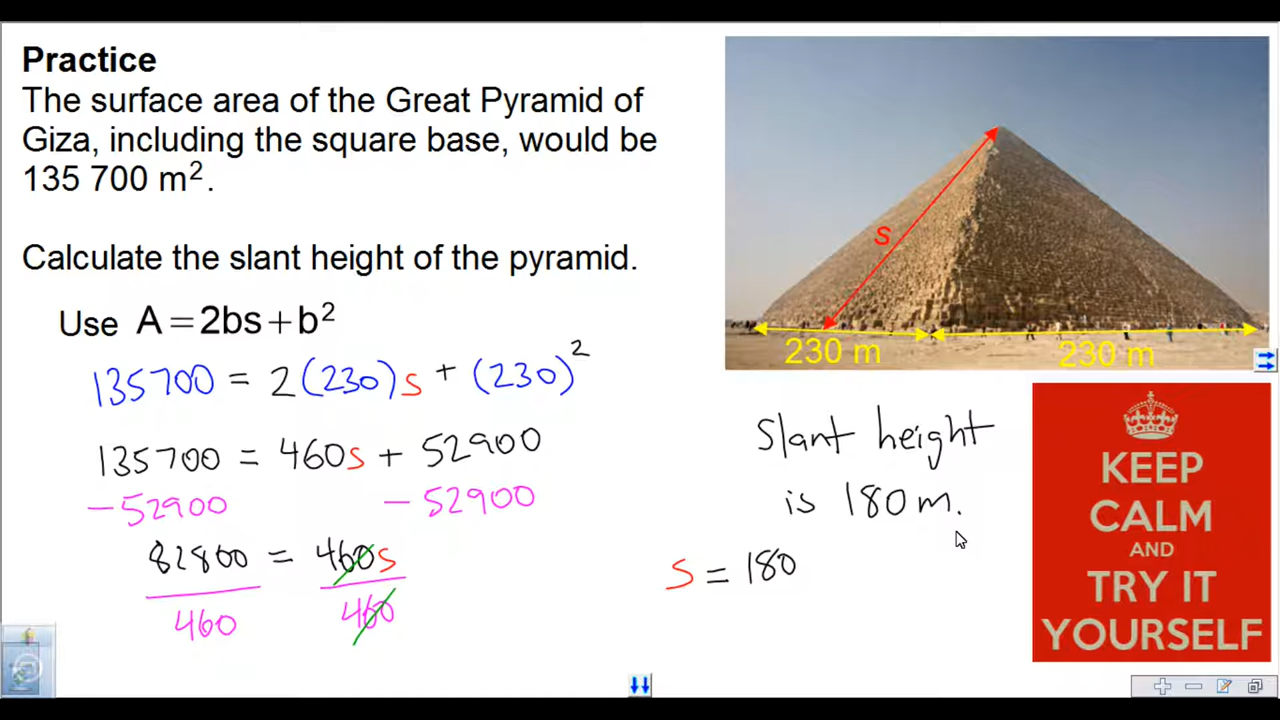 Practice
The surface area of the Great Pyramid of
Giza, including the square base, would be
135 700 m².
Calculate the slant height of the pyramid.
Use A=2bs+b²
135700 = 2(230)s + (230)²
135700 = 460s + 52900
-52900 -52900
82800 = 460s
460 460
s
230 m 230 m
Slant height
is 180 m.
s = 180
KEEP
CALM
AND
TRY IT
YOURSELF